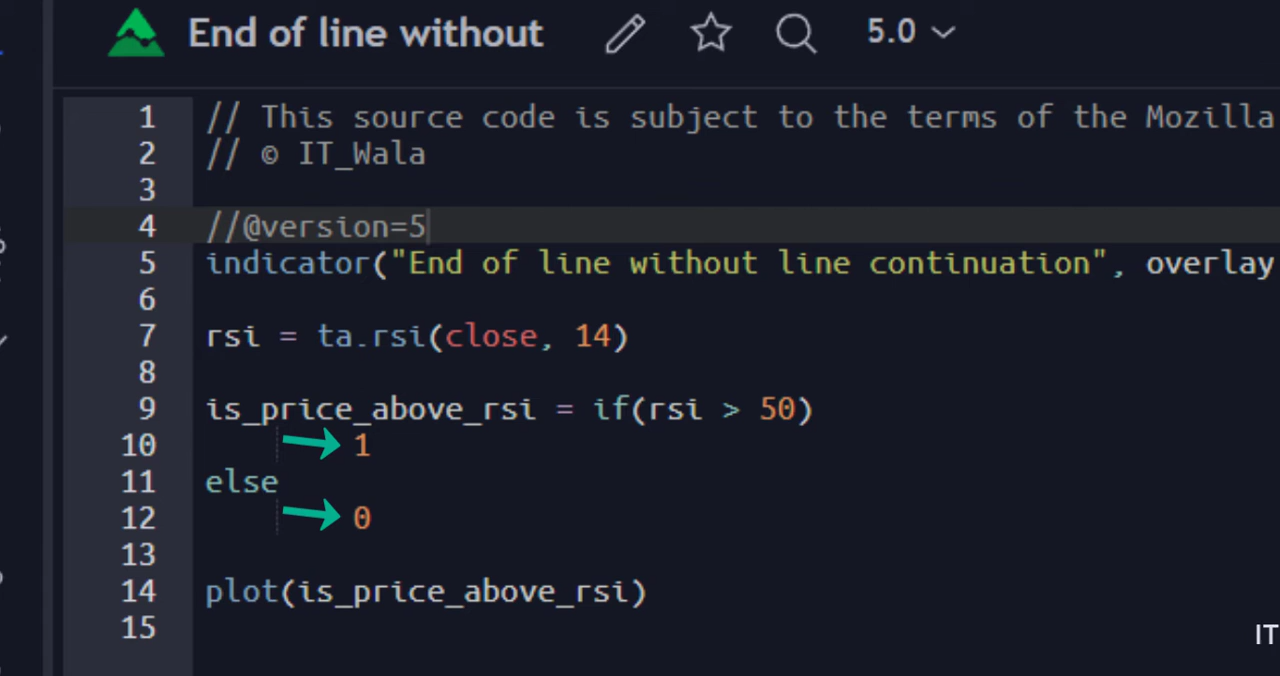 End of line without 5.0
1 // This source code is subject to the terms of the Mozilla
2 // © IT_Wala
3
4 //@version=5
5 indicator("End of line without line continuation", overlay
6
7 rsi = ta.rsi(close, 14)
8
9 is_price_above_rsi = if(rsi > 50)
10 1
11 else
12 0
13
14 plot(is_price_above_rsi)
15
IT